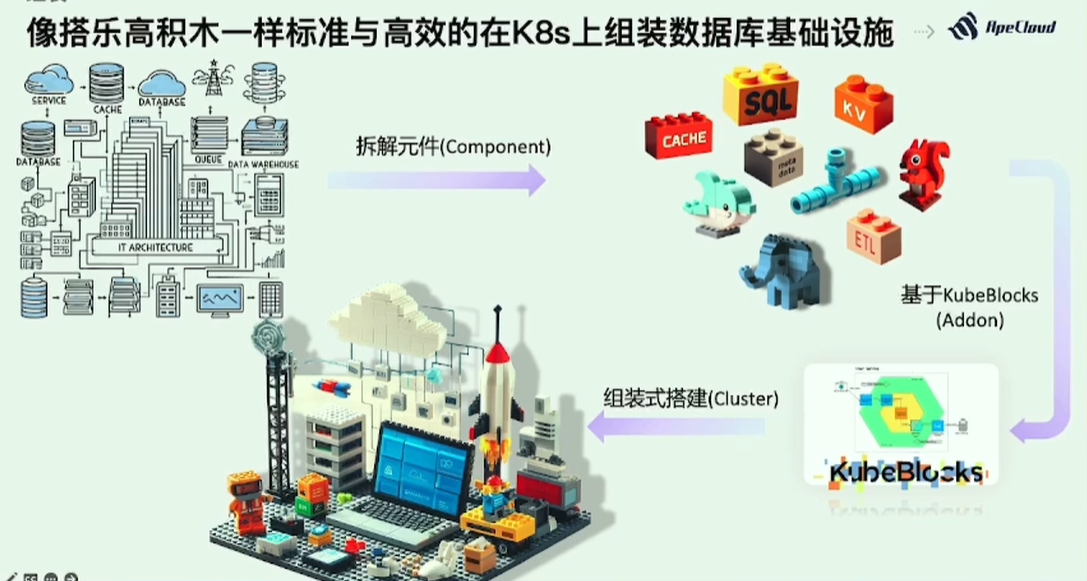 像搭乐高积木一样标准与高效的在K8s上组装数据库基础设施
ApeCloud
SERVICE
CACHE
DATABASE
DATABASE
QUEUE
DATA WAREHOUSE
IT ARCHITECTURE
拆解元件(Component)
SQL
KV
CACHE
meta
data
ETL
基于KubeBlocks
(Addon)
组装式搭建(Cluster)
KubeBlocks